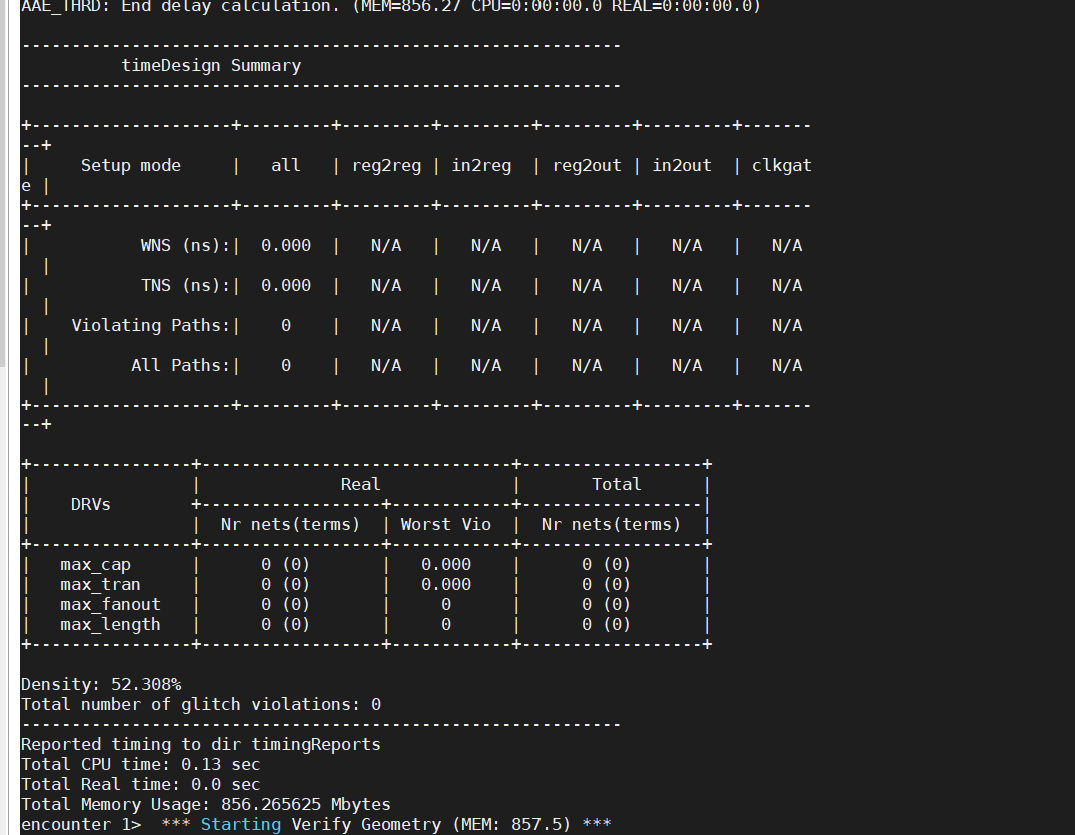 AAE_THRD: End delay calculation. (MEM=856.27 CPU=0:00:00.0 REAL=0:00:00.0)
------------------------------------------------------------
          timeDesign Summary
------------------------------------------------------------
+--------------------+---------+---------+---------+---------+---------+-------
--+
|     Setup mode     |   all   | reg2reg | in2reg  | reg2out | in2out  | clkgat
e |
+--------------------+---------+---------+---------+---------+---------+-------
--+
|           WNS (ns):|  0.000  |   N/A   |   N/A   |   N/A   |   N/A   |   N/A
  |
|           TNS (ns):|  0.000  |   N/A   |   N/A   |   N/A   |   N/A   |   N/A
  |
|    Violating Paths:|    0    |   N/A   |   N/A   |   N/A   |   N/A   |   N/A
  |
|          All Paths:|    0    |   N/A   |   N/A   |   N/A   |   N/A   |   N/A
  |
+--------------------+---------+---------+---------+---------+---------+-------
--+
+----------------+-------------------------------+------------------+
|                |              Real             |       Total      |
|    DRVs        +------------------+------------+------------------|
|                |  Nr nets(terms)  | Worst Vio  |  Nr nets(terms)  |
+----------------+------------------+------------+------------------+
|   max_cap      |      0 (0)       |   0.000    |      0 (0)       |
|   max_tran     |      0 (0)       |   0.000    |      0 (0)       |
|   max_fanout   |      0 (0)       |     0      |      0 (0)       |
|   max_length   |      0 (0)       |     0      |      0 (0)       |
+----------------+------------------+------------+------------------+
Density: 52.308%
Total number of glitch violations: 0
------------------------------------------------------------
Reported timing to dir timingReports
Total CPU time: 0.13 sec
Total Real time: 0.0 sec
Total Memory Usage: 856.265625 Mbytes
encounter 1>  *** Starting Verify Geometry (MEM: 857.5) ***